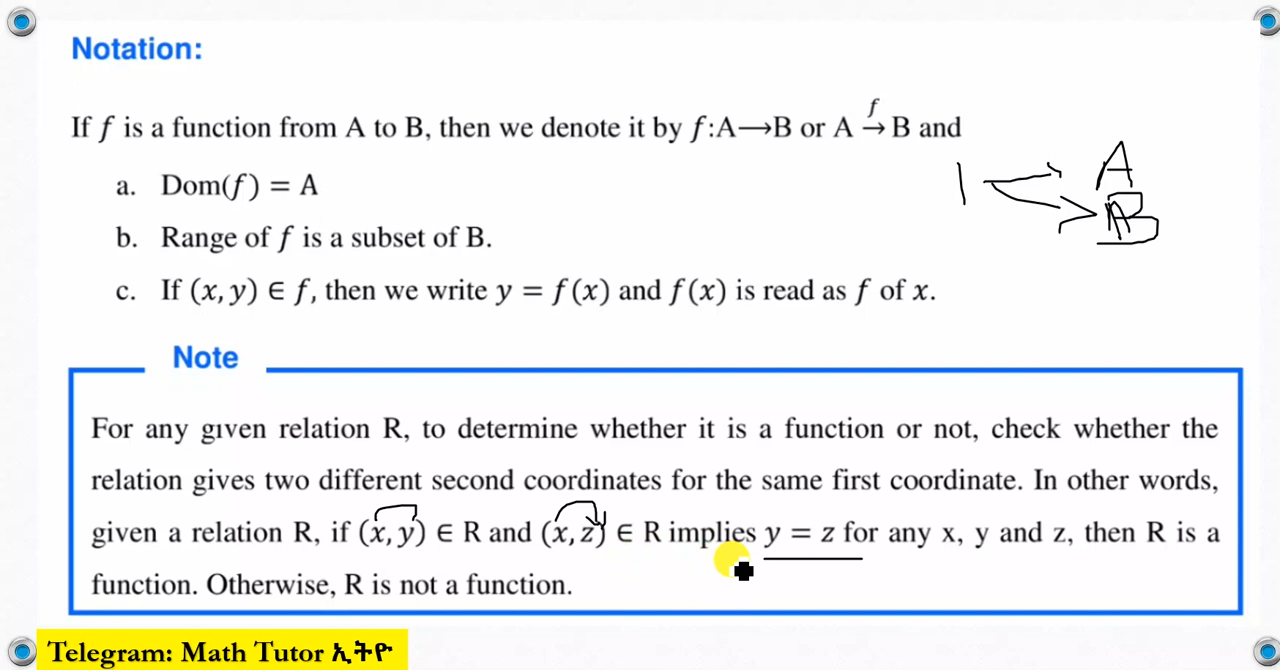 Notation:
If f is a function from A to B, then we denote it by f:A⟶B or A →f B and
a. Dom(f) = A
b. Range of f is a subset of B.
c. If (x, y) ∈ f, then we write y = f(x) and f(x) is read as f of x.
1 A
B
Note
For any given relation R, to determine whether it is a function or not, check whether the
relation gives two different second coordinates for the same first coordinate. In other words,
given a relation R, if (x, y) ∈ R and (x, z) ∈ R implies y = z for any x, y and z, then R is a
function. Otherwise, R is not a function.
Telegram: Math Tutor ኢትዮ